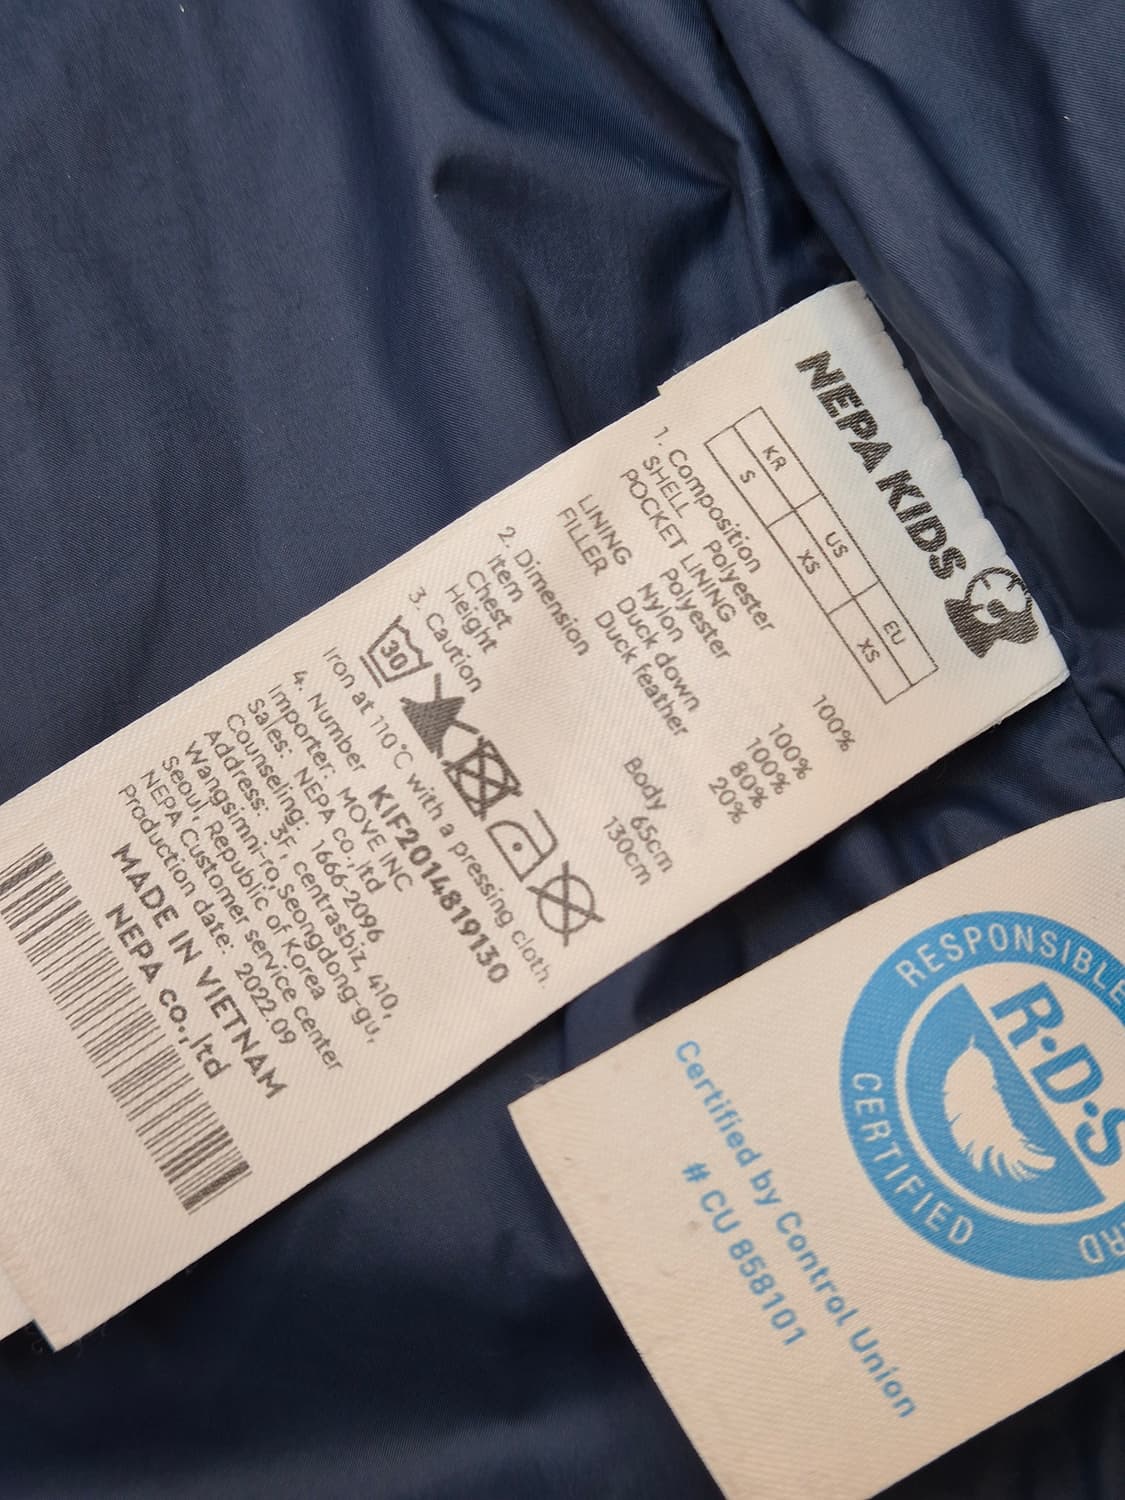 NEPA KIDS
KR US EU
S XS XS
1. Composition
SHELL Polyester 100%
POCKET LINING
Polyester 100%
LINING Nylon 100%
FILLER Duck down 80%
Duck feather 20%
2. Dimension
Item Body
Chest 65cm
Height 130cm
3. Caution
30
Iron at 110°C with a pressing cloth.
4. Number KIF2014819130
Importer: MOVE INC
Sales: NEPA co.,ltd
Counseling: 1666-2096
Address: 3F, centrasbiz, 410,
Wangsimni-ro, Seongdong-gu,
Seoul, Republic of Korea
NEPA Customer service center
Production date: 2022.09
MADE IN VIETNAM
NEPA co.,ltd
RESPONSIBLE
R·D·S
CERTIFIED
Certified by Control Union
# CU 858101